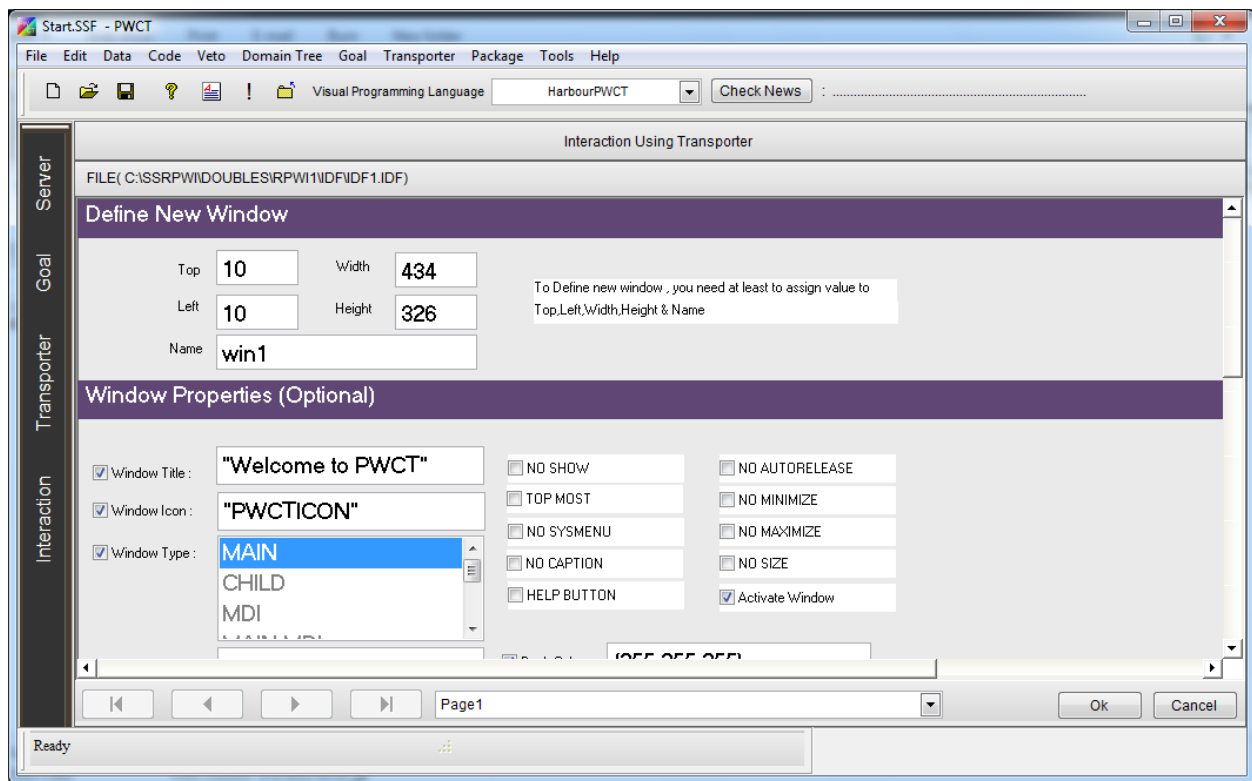 Start.SSF - PWCT
File Edit Data Code Veto Domain Tree Goal Transporter Package Tools Help
Visual Programming Language HarbourPWCT Check News : ................................................................................
Interaction Using Transporter
FILE( C:\SSRPWI\DOUBLES\RPWI1\IDF\IDF1.IDF)
Server
Goal
Transporter
Interaction
Define New Window
Top 10 Width 434
Left 10 Height 326
Name win1
To Define new window , you need at least to assign value to
Top,Left,Width,Height & Name
Window Properties (Optional)
Window Title : "Welcome to PWCT"
Window Icon : "PWCTICON"
Window Type : MAIN
CHILD
MDI
NO SHOW
TOP MOST
NO SYSMENU
NO CAPTION
HELP BUTTON
NO AUTORELEASE
NO MINIMIZE
NO MAXIMIZE
NO SIZE
Activate Window
Page1
Ok Cancel
Ready